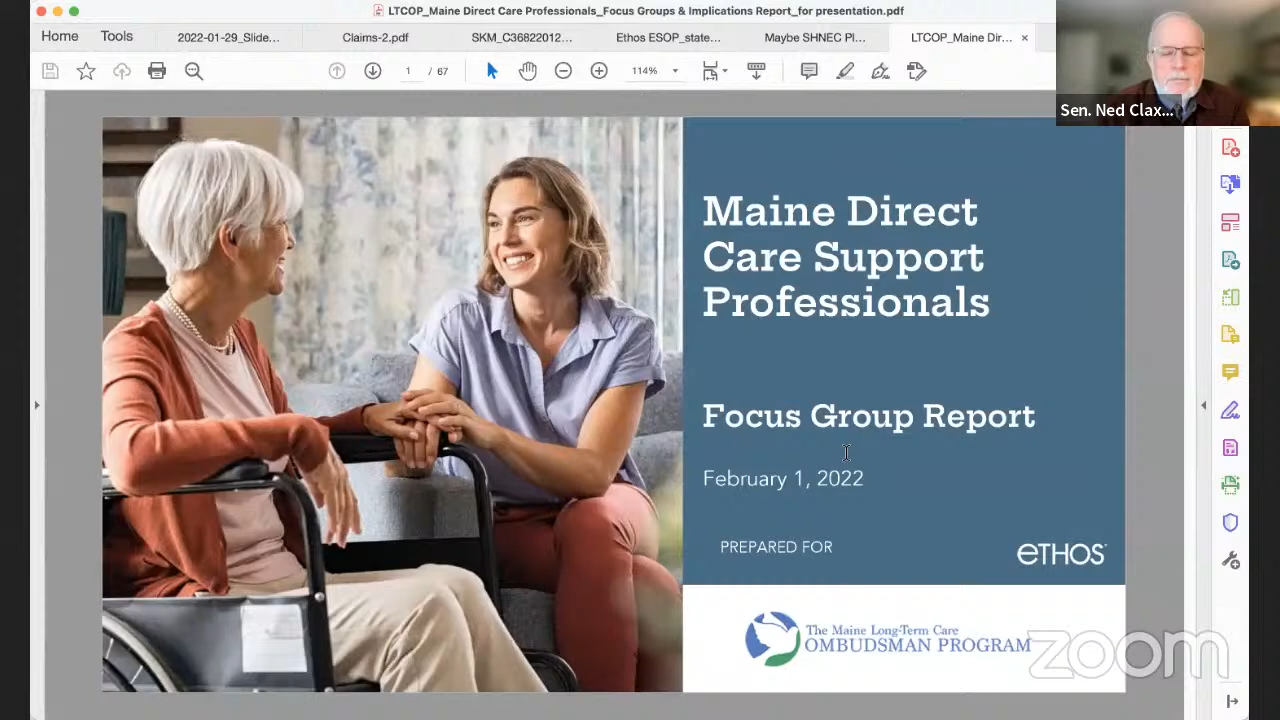 LTCOP_Maine Direct Care Professionals_Focus Groups & Implications Report_for presentation.pdf
Home Tools 2022-01-29_Slide... Claims-2.pdf SKM_C36822012... Ethos ESOP_state... Maybe SHNEC Pl... LTCOP_Maine Dir... ×
1 / 67 114%
Sen. Ned Clax...
Maine Direct
Care Support
Professionals
Focus Group Report
February 1, 2022
PREPARED FOR
eTHOS
The Maine Long-Term Care
OMBUDSMAN PROGRAM
zoom